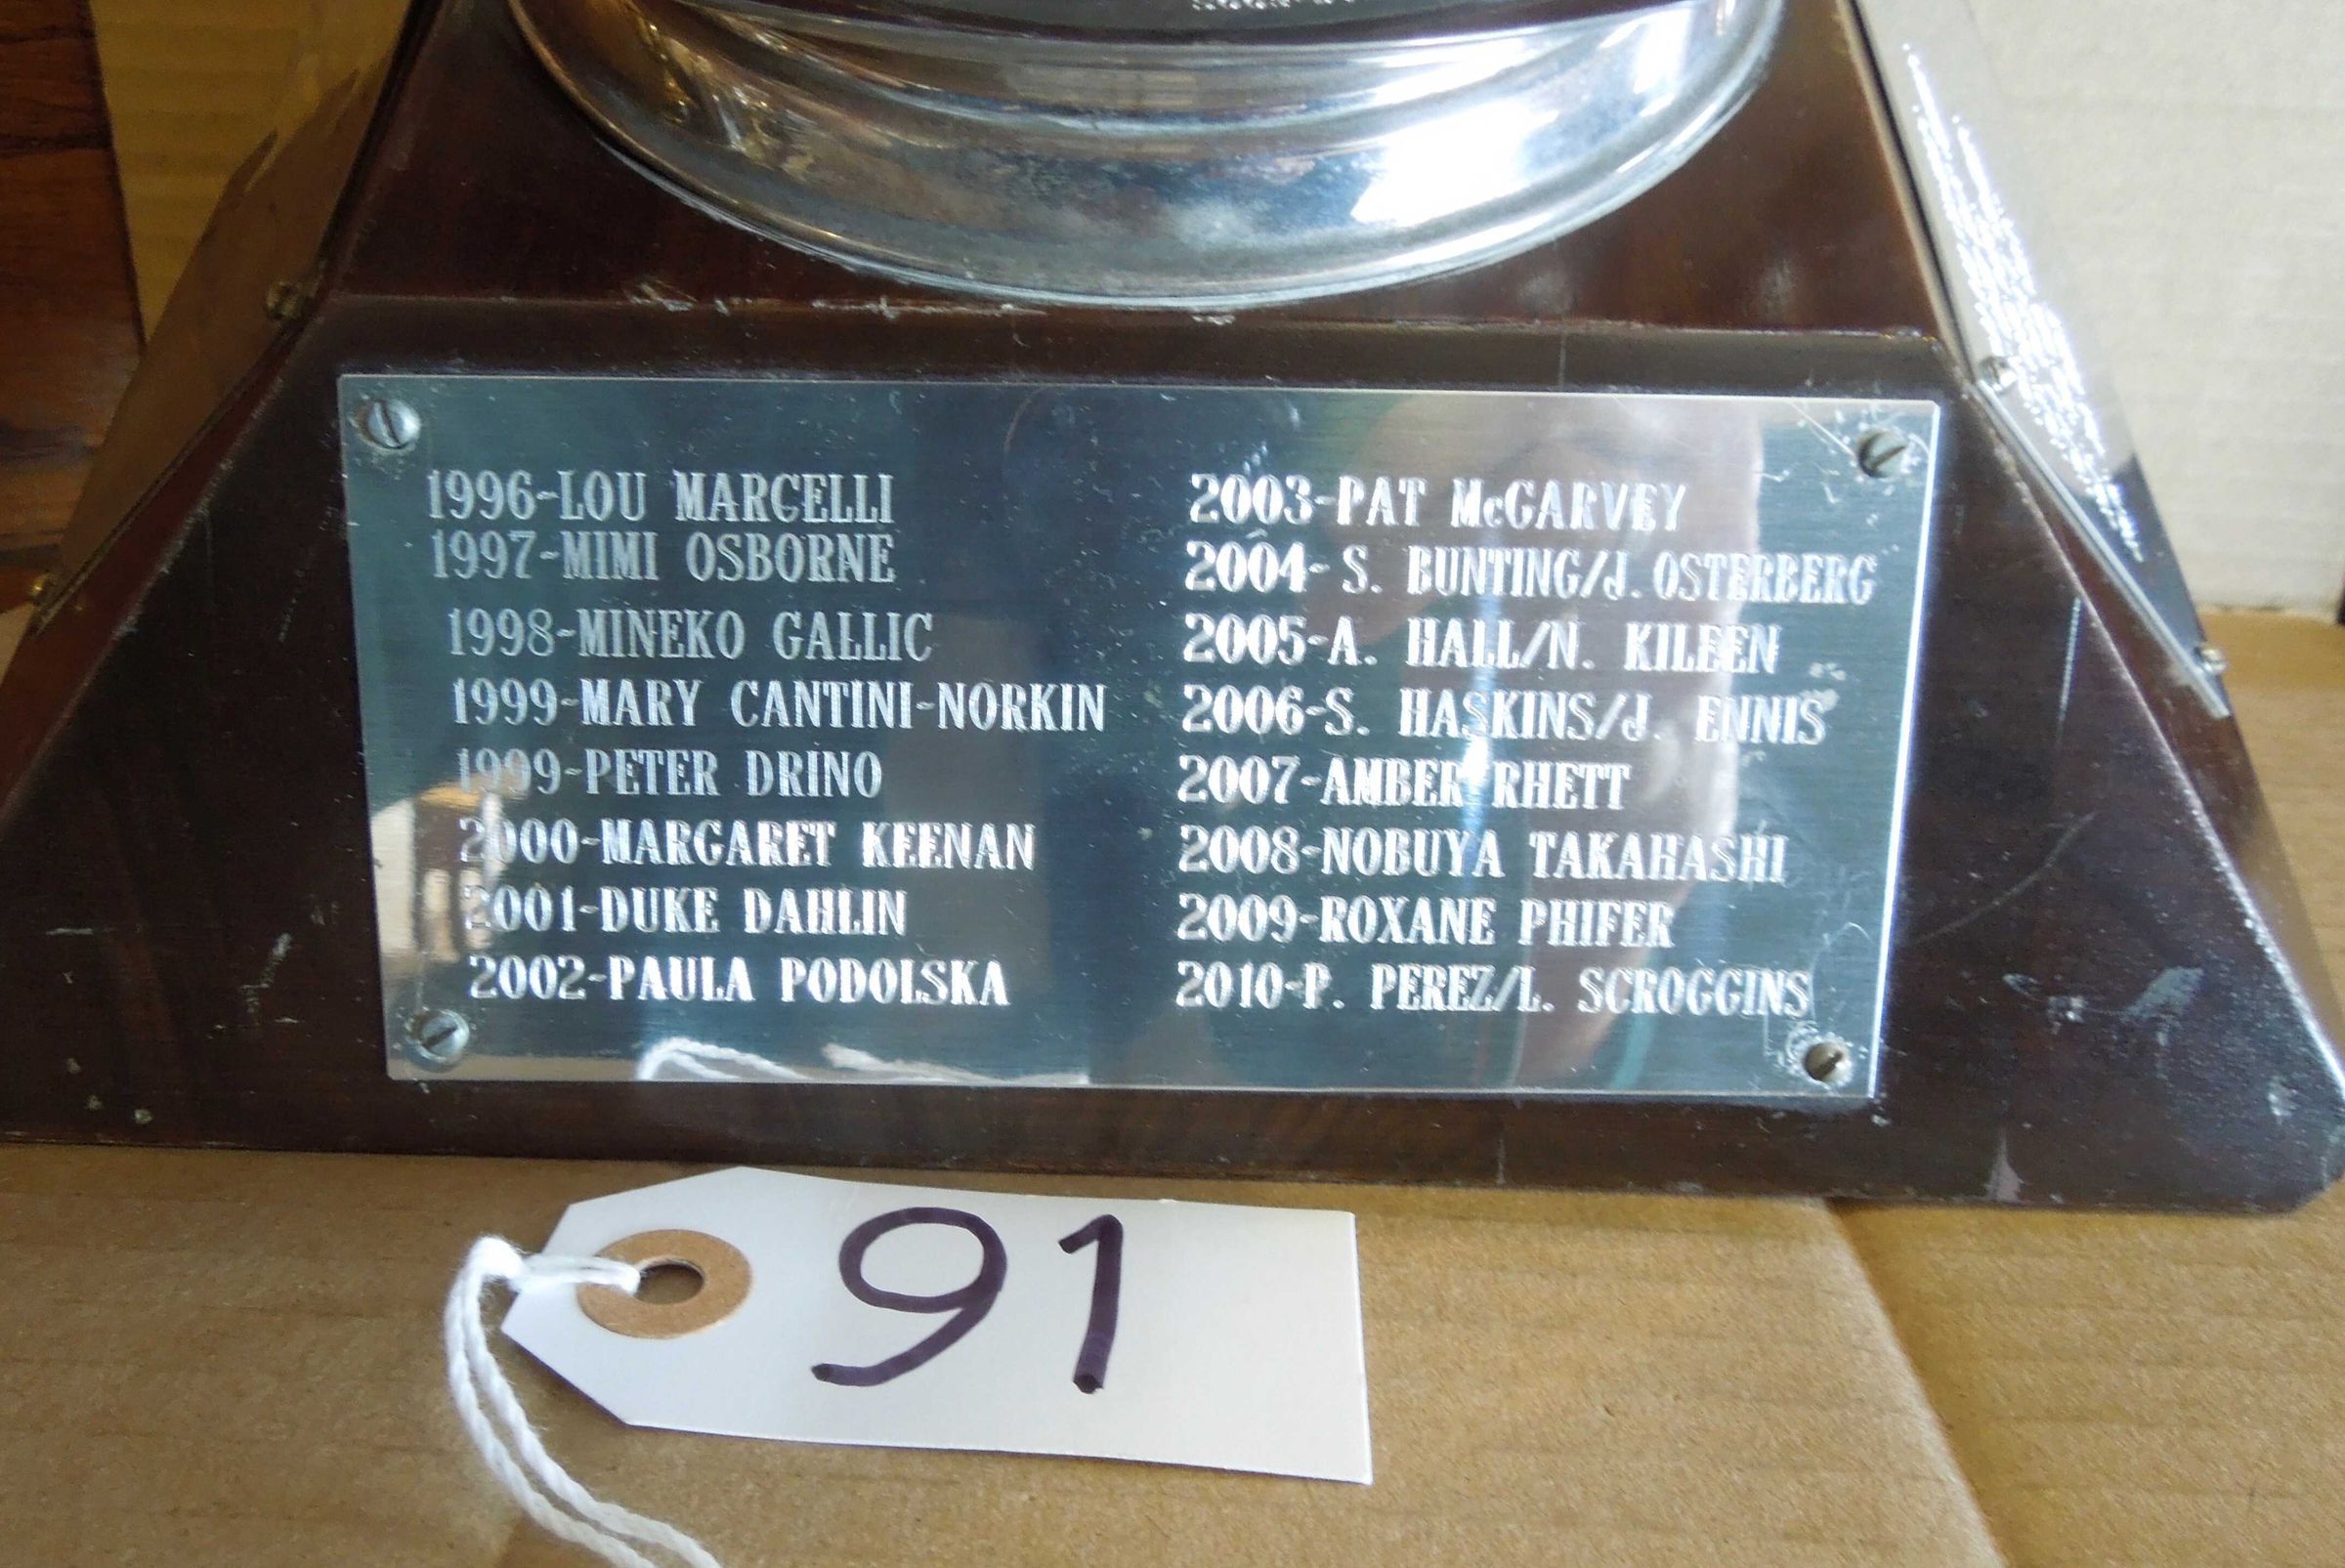 1996-LOU MARCELLI
1997-MIMI OSBORNE
1998-MINEKO GALLIC
1999-MARY CANTINI-NORKIN
1999-PETER DRINO
2000-MARGARET KEENAN
2001-DUKE DAHLIN
2002-PAULA PODOLSKA
2003-PAT McGARVEY
2004-S. BUNTING/J. OSTERBERG
2005-A. HALL/N. KILEEN
2006-S. HASKINS/J. ENNIS
2007-AMBER RHETT
2008-NOBUYA TAKAHASHI
2009-ROXANE PHIFER
2010-P. PEREZ/L. SCROGGINS
91